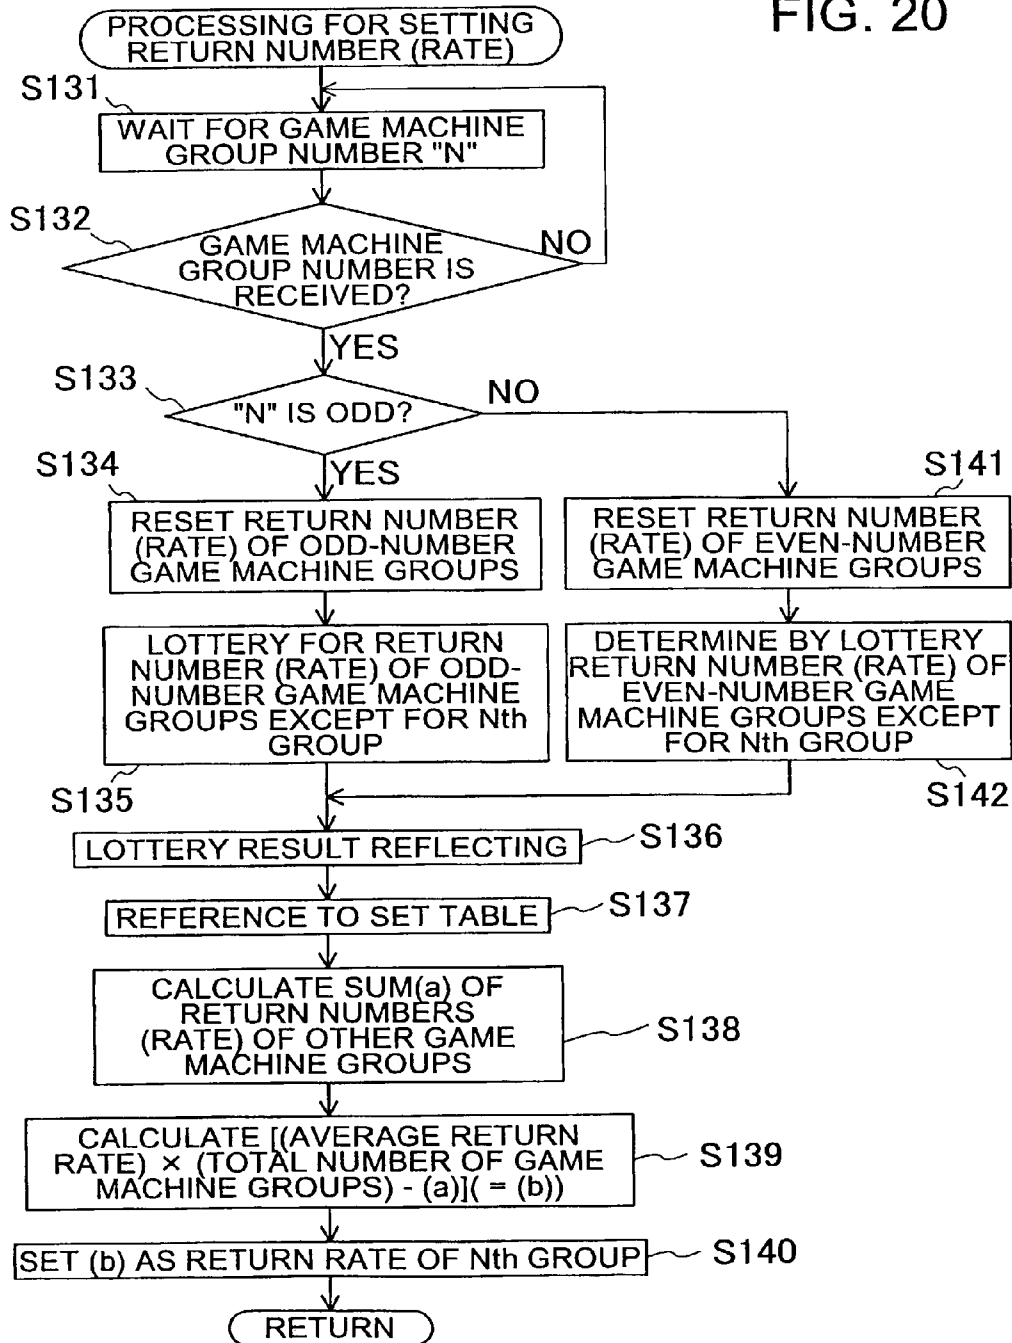 FIG. 20
PROCESSING FOR SETTING
RETURN NUMBER (RATE)
S131
WAIT FOR GAME MACHINE
GROUP NUMBER "N"
S132
GAME MACHINE
GROUP NUMBER IS
RECEIVED?
NO
YES
S133
"N" IS ODD?
NO
YES
S134
RESET RETURN NUMBER
(RATE) OF ODD-NUMBER
GAME MACHINE GROUPS
S141
RESET RETURN NUMBER
(RATE) OF EVEN-NUMBER
GAME MACHINE GROUPS
LOTTERY FOR RETURN
NUMBER (RATE) OF ODD-
NUMBER GAME MACHINE
GROUPS EXCEPT FOR Nth
GROUP
S135
DETERMINE BY LOTTERY
RETURN NUMBER (RATE) OF
EVEN-NUMBER GAME
MACHINE GROUPS EXCEPT
FOR Nth GROUP
S142
LOTTERY RESULT REFLECTING
S136
REFERENCE TO SET TABLE
S137
CALCULATE SUM(a) OF
RETURN NUMBERS
(RATE) OF OTHER GAME
MACHINE GROUPS
S138
CALCULATE [(AVERAGE RETURN
RATE) × (TOTAL NUMBER OF GAME
MACHINE GROUPS) - (a)]( = (b))
S139
SET (b) AS RETURN RATE OF Nth GROUP
S140
RETURN